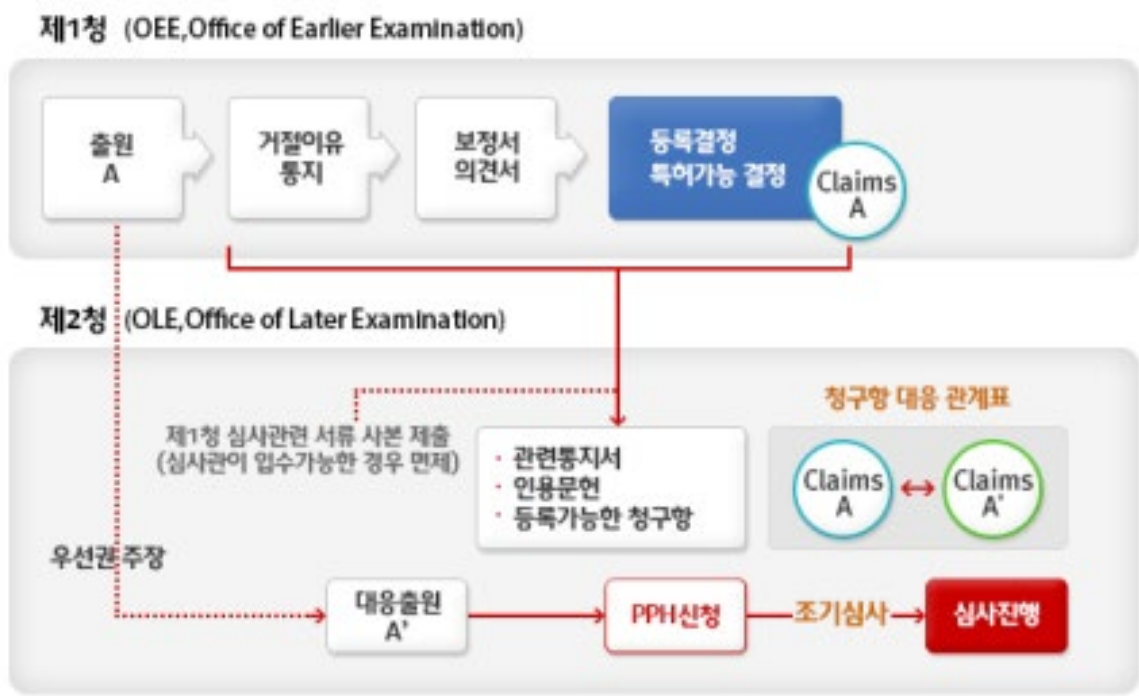 제1청 (OEE,Office of Earlier Examination)
출원
A
거절이유
통지
보정서
의견서
등록결정
특허가능 결정
Claims
A
제2청 (OLE,Office of Later Examination)
제1청 심사관련 서류 사본 제출
(심사관이 입수가능한 경우 면제)
· 관련통지서
· 인용문헌
· 등록가능한 청구항
청구항 대응 관계표
Claims
A
Claims
A'
우선권 주장
대응출원
A'
PPH신청
조기심사
심사진행